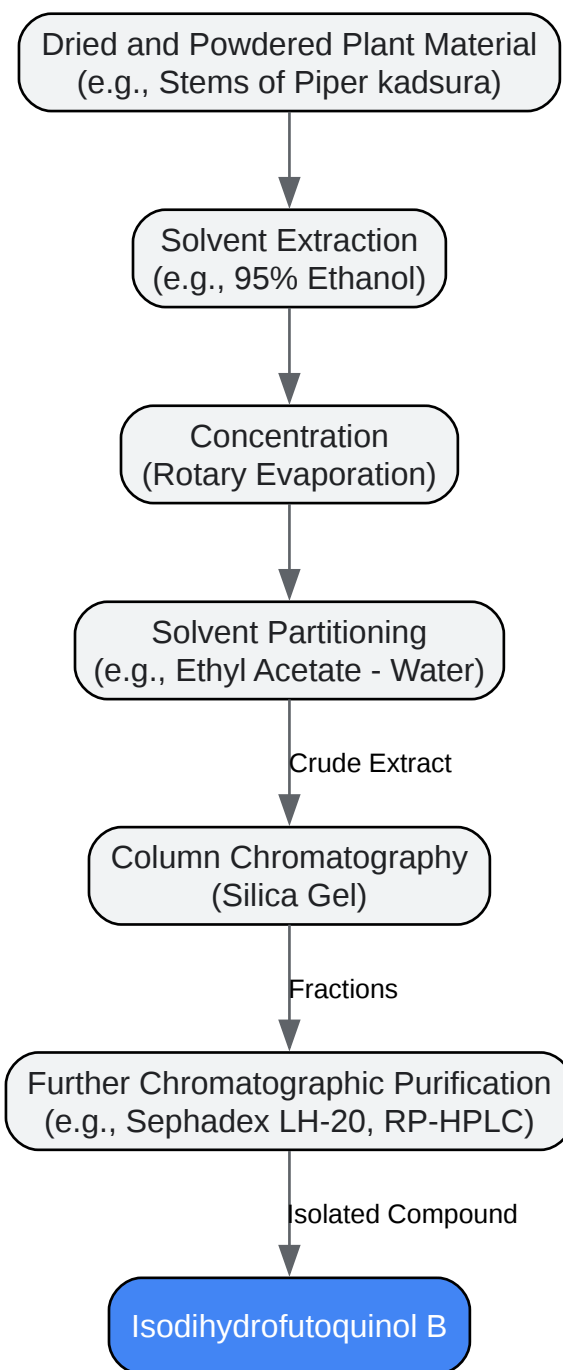 Dried and Powdered Plant Material
(e.g., Stems of Piper kadsura)
Solvent Extraction
(e.g., 95% Ethanol)
Concentration
(Rotary Evaporation)
Solvent Partitioning
(e.g., Ethyl Acetate - Water)
Crude Extract
Column Chromatography
(Silica Gel)
Fractions
Further Chromatographic Purification
(e.g., Sephadex LH-20, RP-HPLC)
Isolated Compound
Isodihydrofutoquinol B